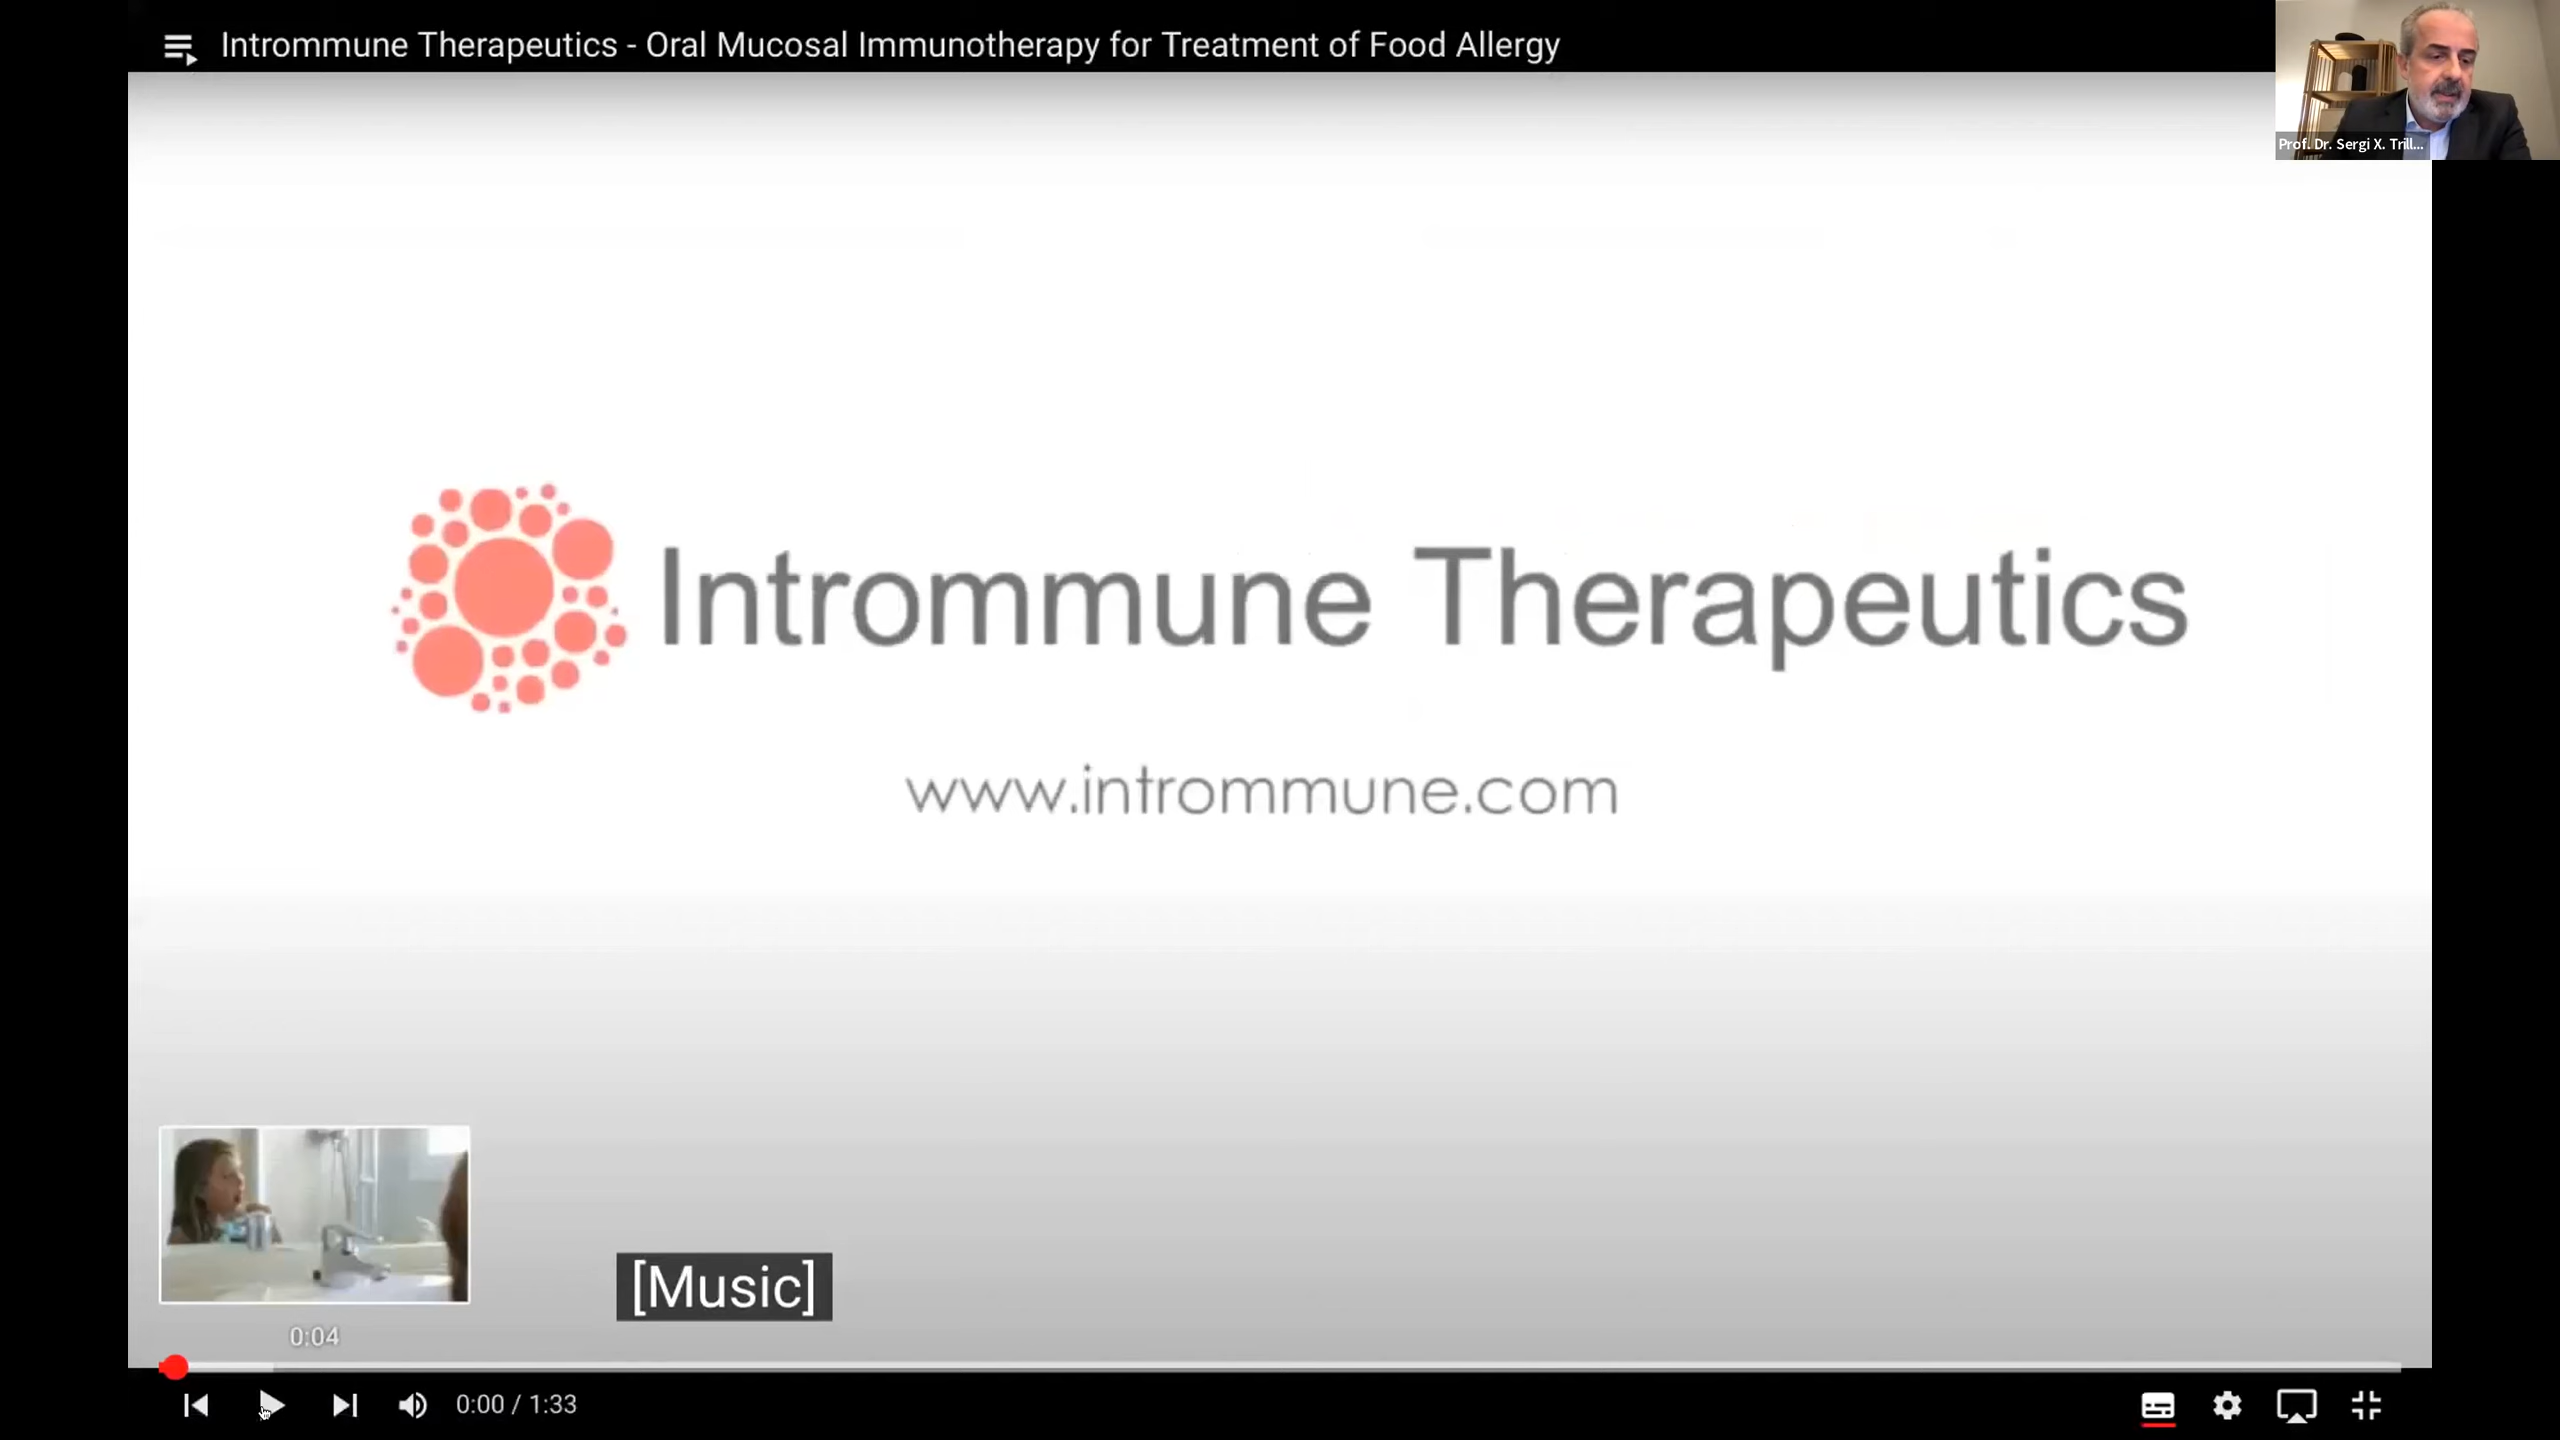 Intrommune Therapeutics - Oral Mucosal Immunotherapy for Treatment of Food Allergy
Prof. Dr. Sergi X. Trill...
Intrommune Therapeutics
www.intrommune.com
[Music]
0:04
0:00 / 1:33